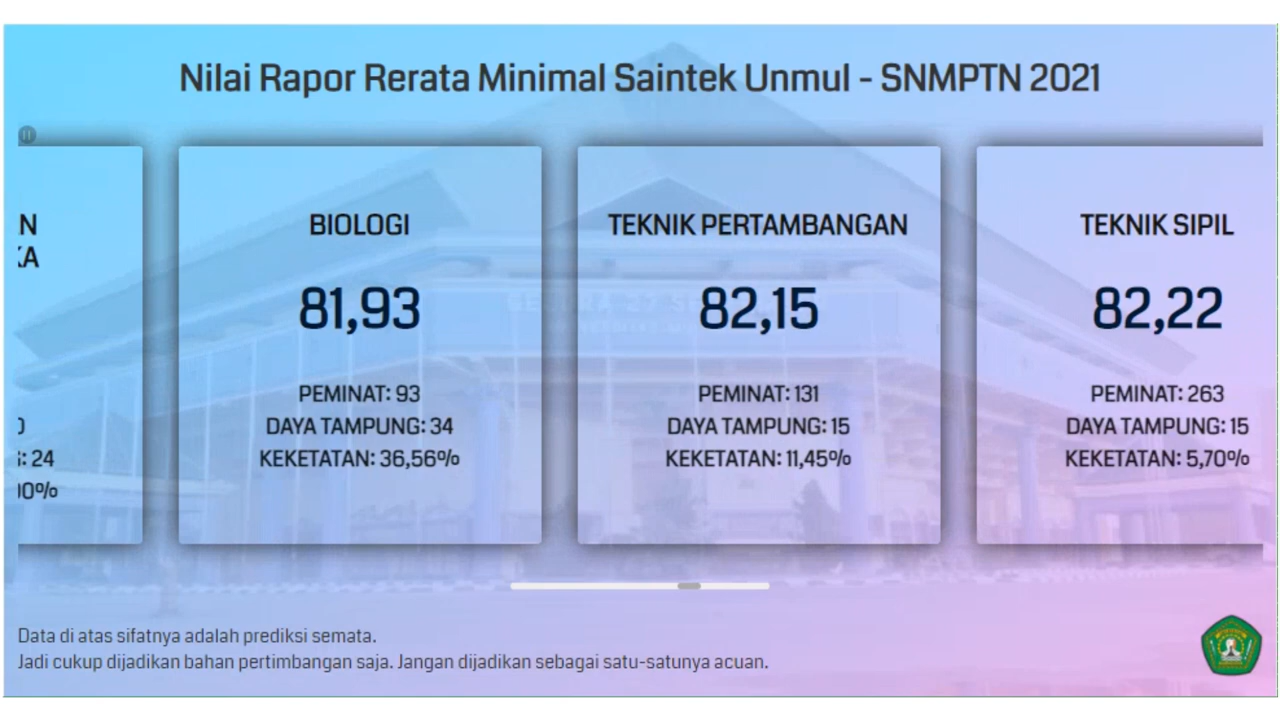 Nilai Rapor Rerata Minimal Saintek Unmul - SNMPTN 2021
N
KA
: 24
00%
BIOLOGI
81,93
PEMINAT: 93
DAYA TAMPUNG: 34
KEKETATAN: 36,56%
TEKNIK PERTAMBANGAN
82,15
PEMINAT: 131
DAYA TAMPUNG: 15
KEKETATAN: 11,45%
TEKNIK SIPIL
82,22
PEMINAT: 263
DAYA TAMPUNG: 15
KEKETATAN: 5,70%
Data di atas sifatnya adalah prediksi semata.
Jadi cukup dijadikan bahan pertimbangan saja. Jangan dijadikan sebagai satu-satunya acuan.